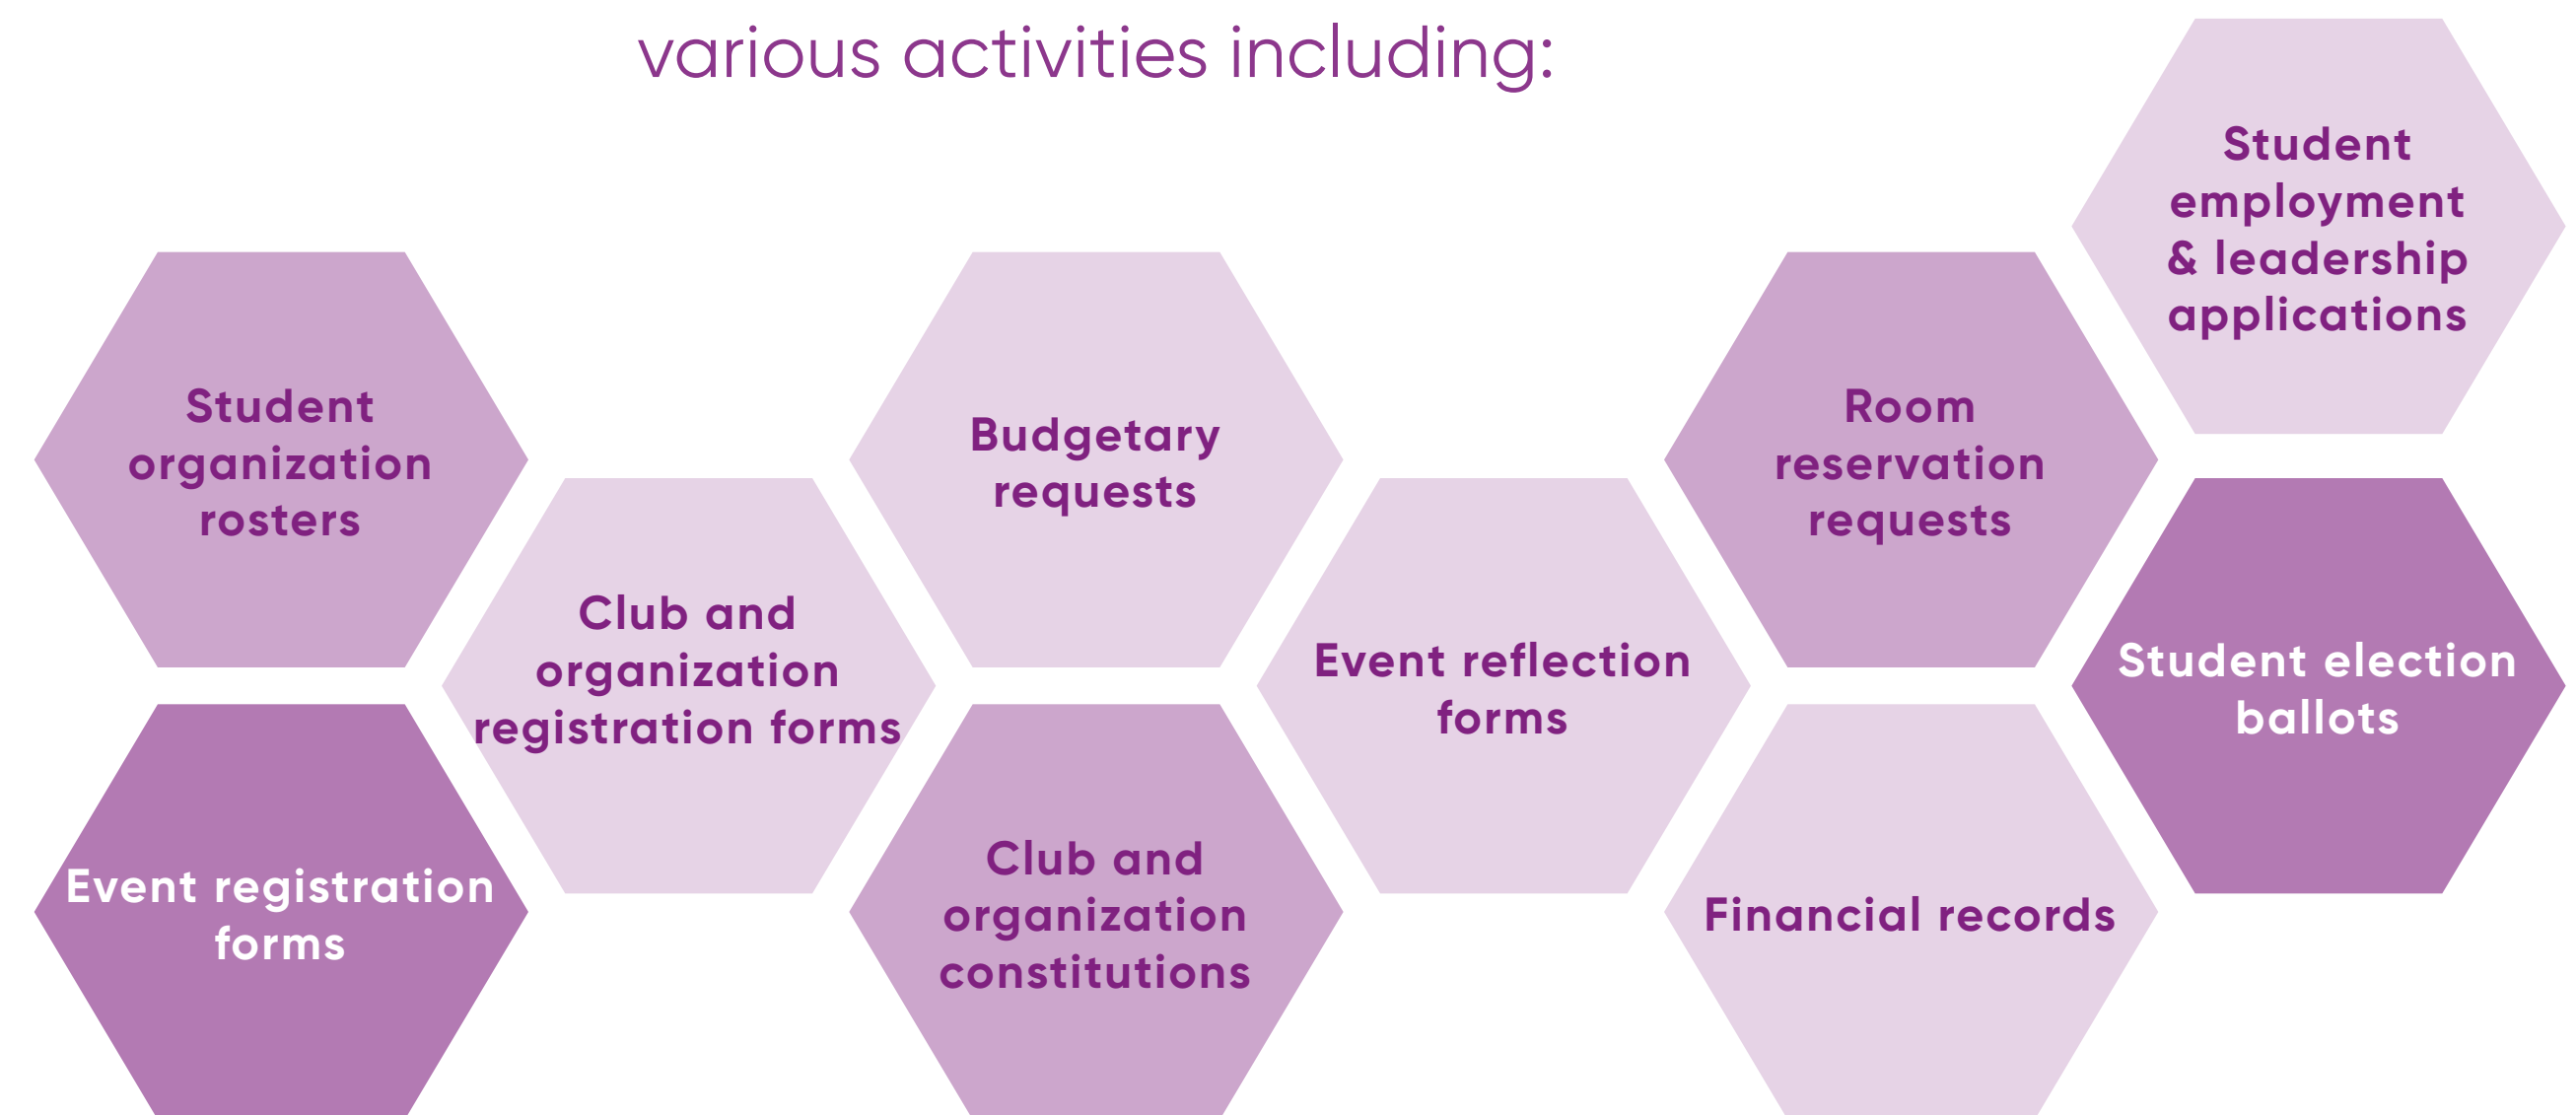 various activities including:
Student
organization
rosters
Event registration
forms
Club and
organization
registration forms
Budgetary
requests
Club and
organization
constitutions
Event reflection
forms
Room
reservation
requests
Financial records
Student
employment
& leadership
applications
Student election
ballots